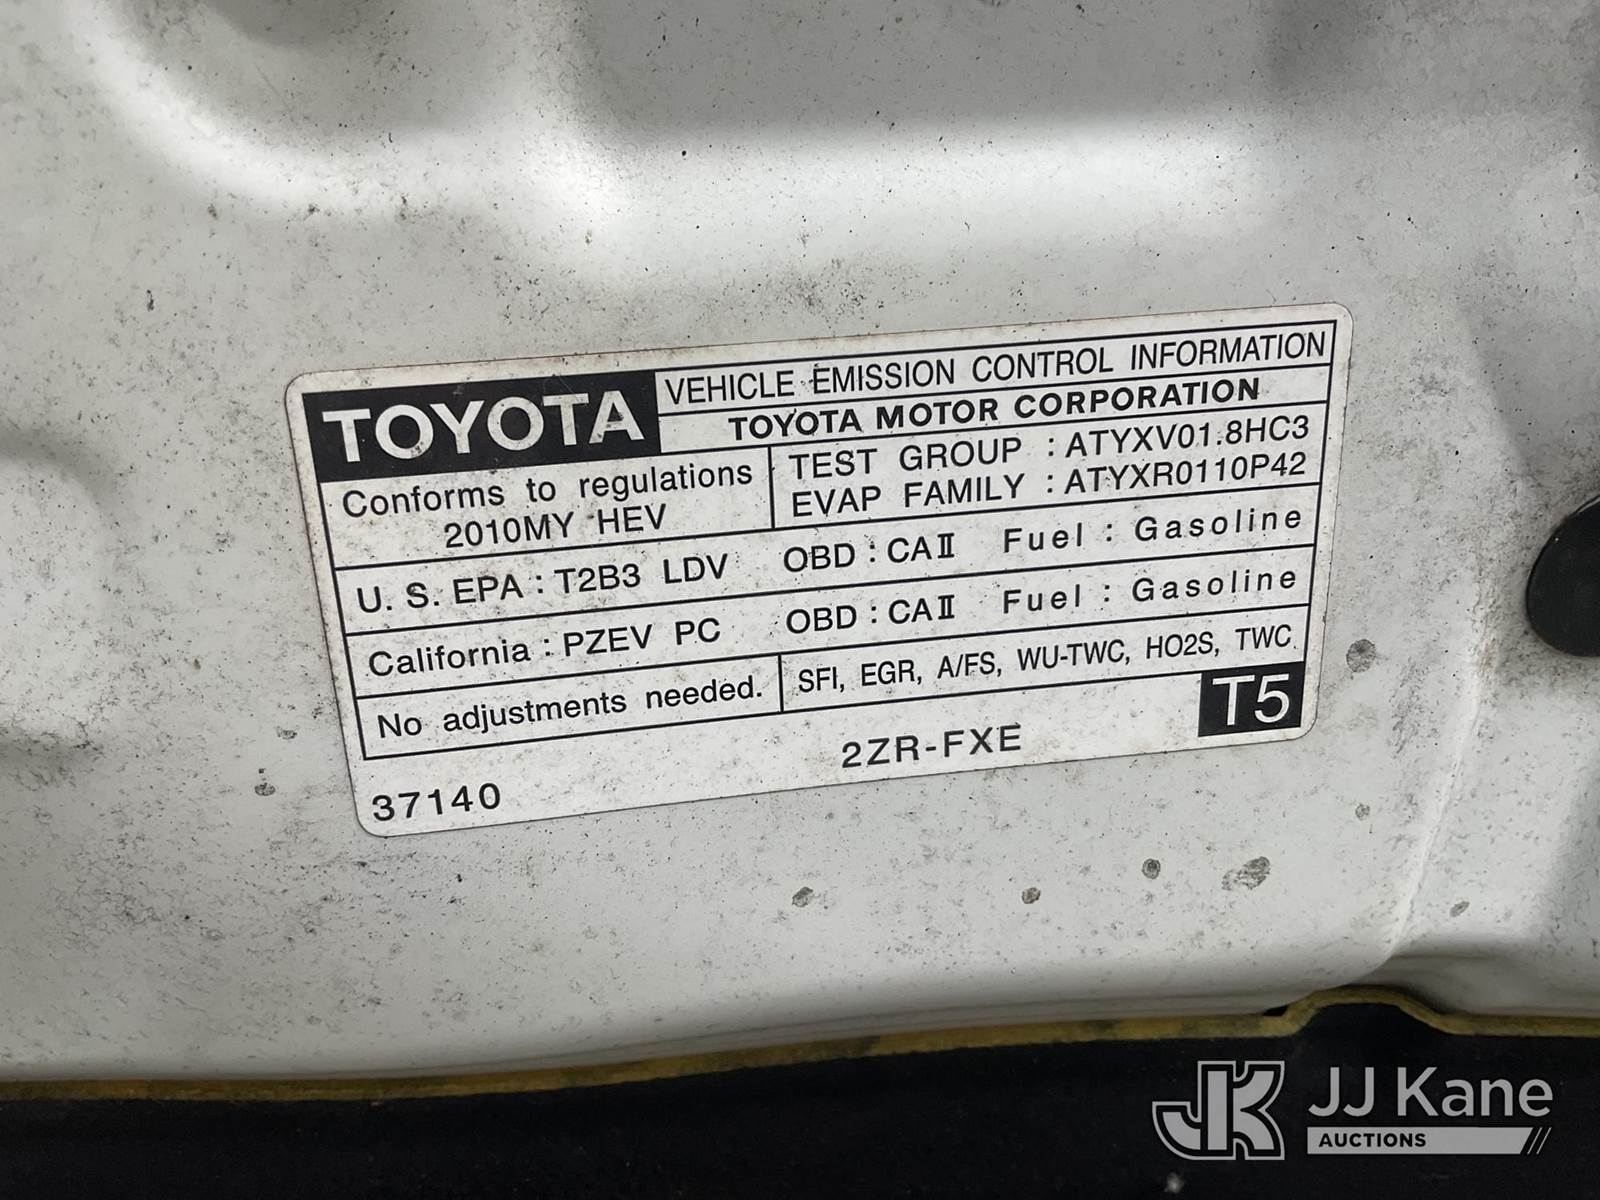 TOYOTA
VEHICLE EMISSION CONTROL INFORMATION
TOYOTA MOTOR CORPORATION
Conforms to regulations
2010MY HEV
TEST GROUP : ATYXV01.8HC3
EVAP FAMILY : ATYXR0110P42
U. S. EPA : T2B3 LDV OBD : CAⅡ Fuel : Gasoline
California : PZEV PC OBD : CAⅡ Fuel : Gasoline
No adjustments needed. SFI, EGR, A/FS, WU-TWC, HO2S, TWC
T5
37140 2ZR-FXE
JK JJ Kane
AUCTIONS